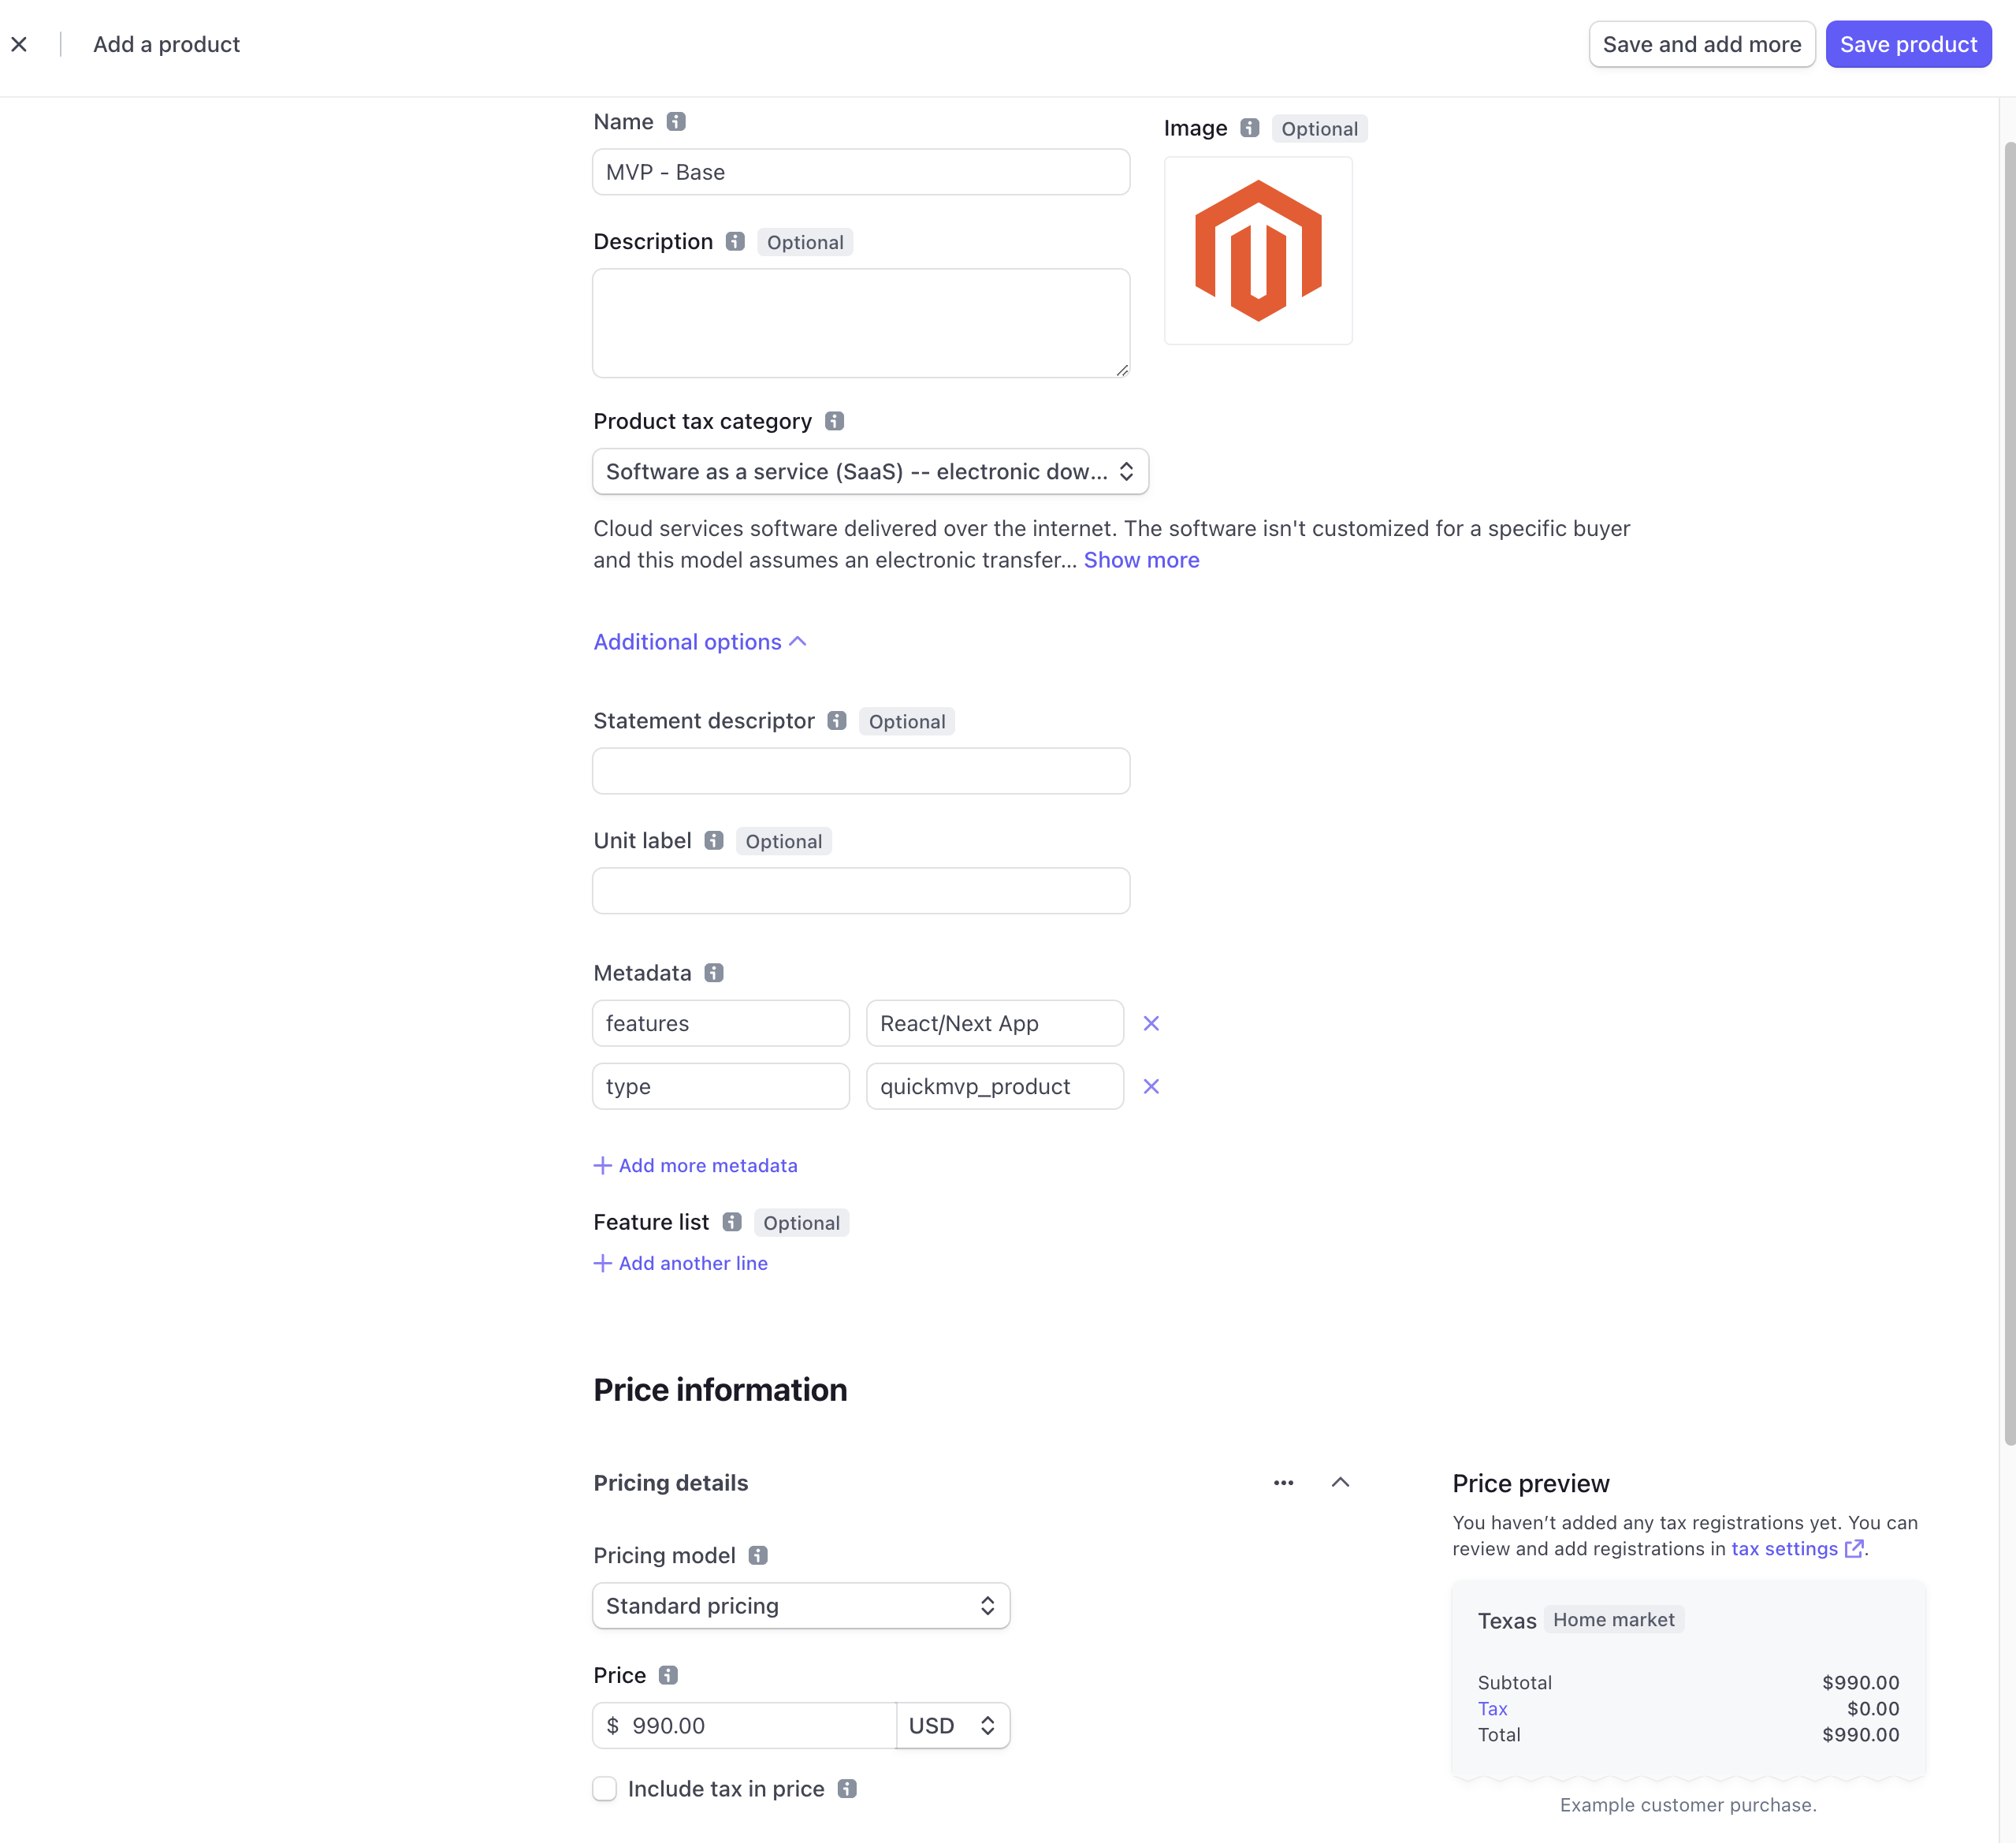 Add a product
Save and add more
Save product
Name
Image Optional
MVP - Base
Description Optional
Product tax category
Software as a service (SaaS) -- electronic dow...
Cloud services software delivered over the internet. The software isn't customized for a specific buyer
and this model assumes an electronic transfer... Show more
Additional options
Statement descriptor Optional
Unit label Optional
Metadata
features React/Next App
type quickmvp_product
Add more metadata
Feature list Optional
Add another line
Price information
Pricing details
Pricing model
Standard pricing
Price
$ 990.00 USD
Include tax in price
Price preview
You haven’t added any tax registrations yet. You can
review and add registrations in tax settings.
Texas Home market
Subtotal $990.00
Tax $0.00
Total $990.00
Example customer purchase.